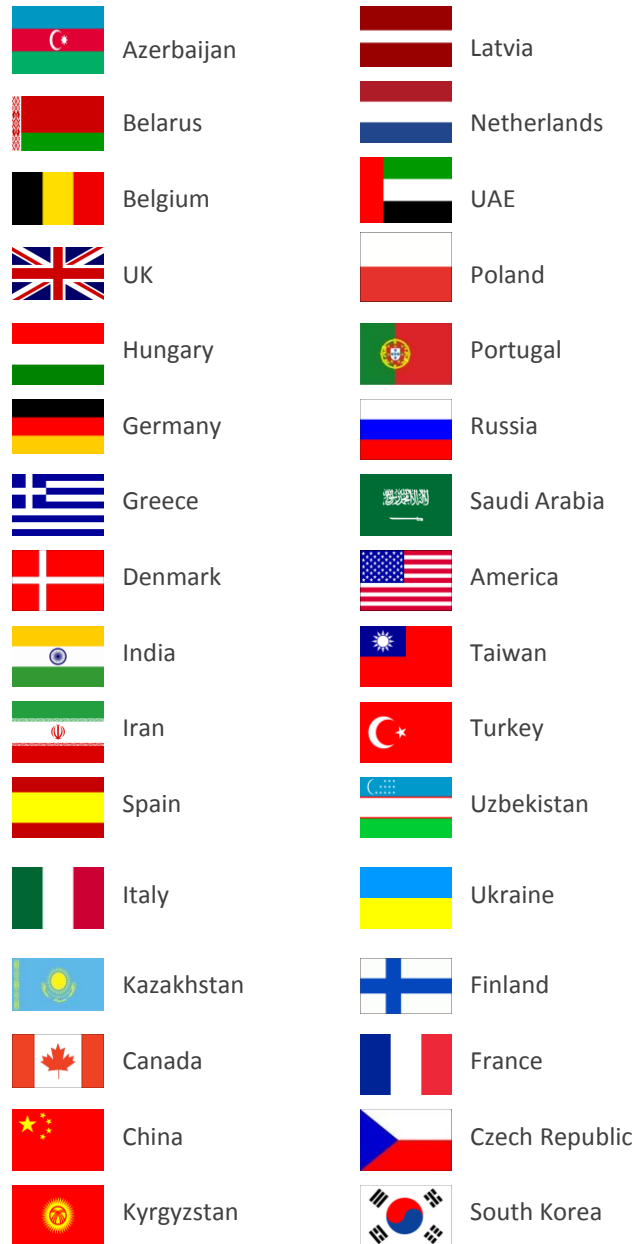 Azerbaijan
Belarus
Belgium
UK
Hungary
Germany
Greece
Denmark
India
Iran
Spain
Italy
Kazakhstan
Canada
China
Kyrgyzstan
Latvia
Netherlands
UAE
Poland
Portugal
Russia
Saudi Arabia
America
Taiwan
Turkey
Uzbekistan
Ukraine
Finland
France
Czech Republic
South Korea